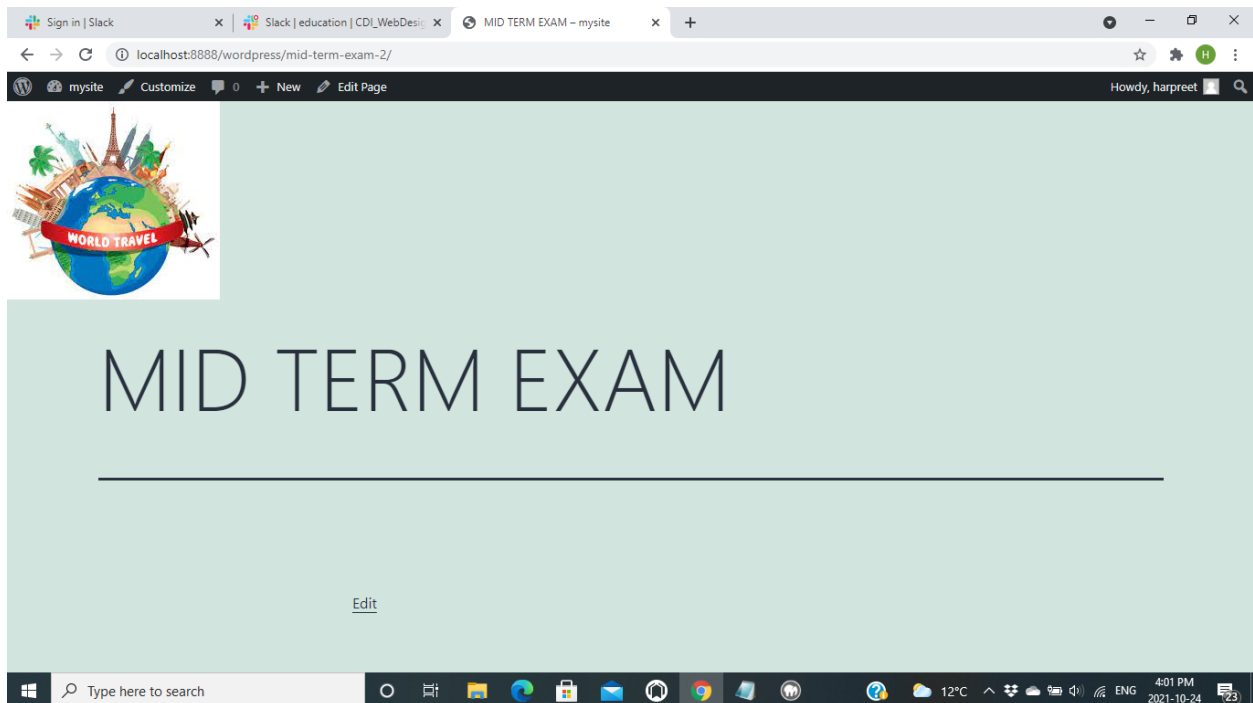 Sign in | Slack
Slack | education | CDI_WebDesig
MID TERM EXAM – mysite
localhost:8888/wordpress/mid-term-exam-2/
H
mysite Customize 0 New Edit Page Howdy, harpreet
WORLD TRAVEL
MID TERM EXAM
Edit
Type here to search
12°C
ENG
4:01 PM
2021-10-24
23